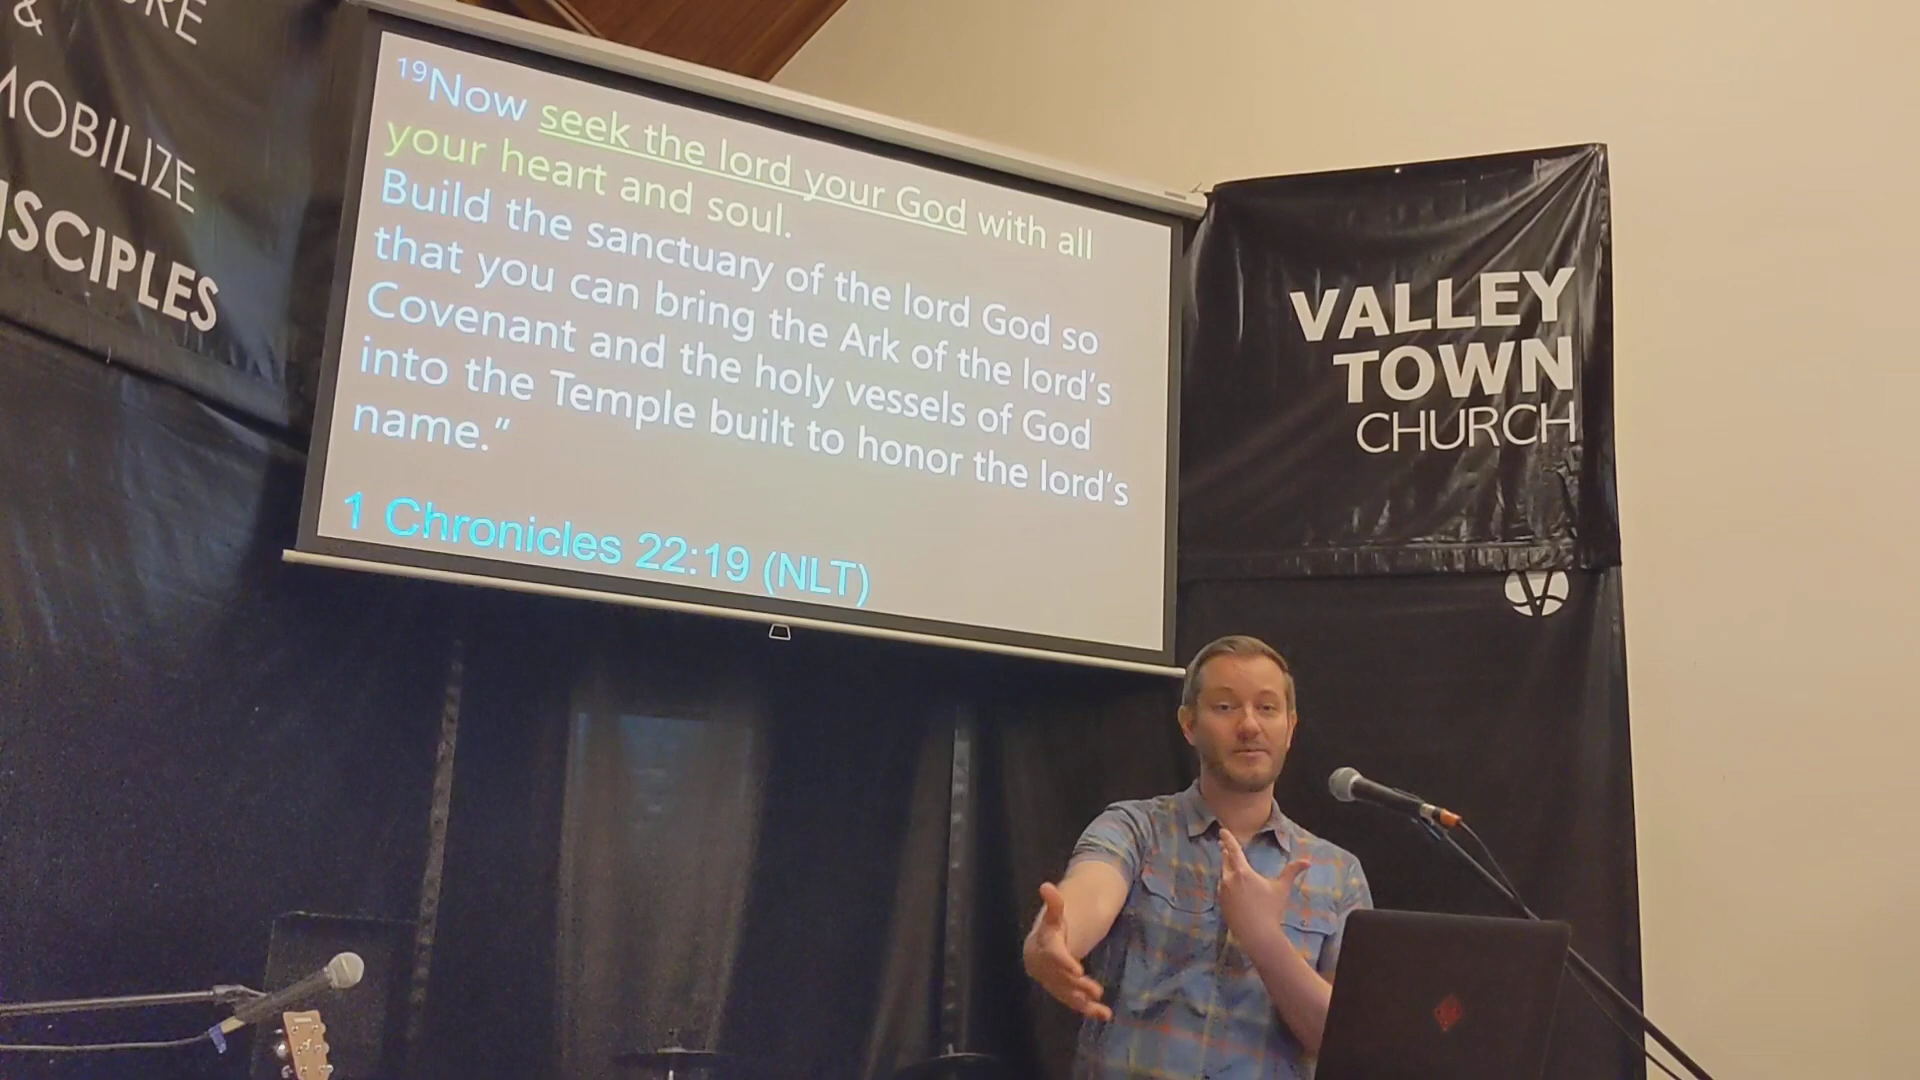 &
MOBILIZE
DISCIPLES
19Now seek the lord your God with all
your heart and soul.
Build the sanctuary of the lord God so
that you can bring the Ark of the lord's
Covenant and the holy vessels of God
into the Temple built to honor the lord's
name.”
1 Chronicles 22:19 (NLT)
VALLEY
TOWN
CHURCH